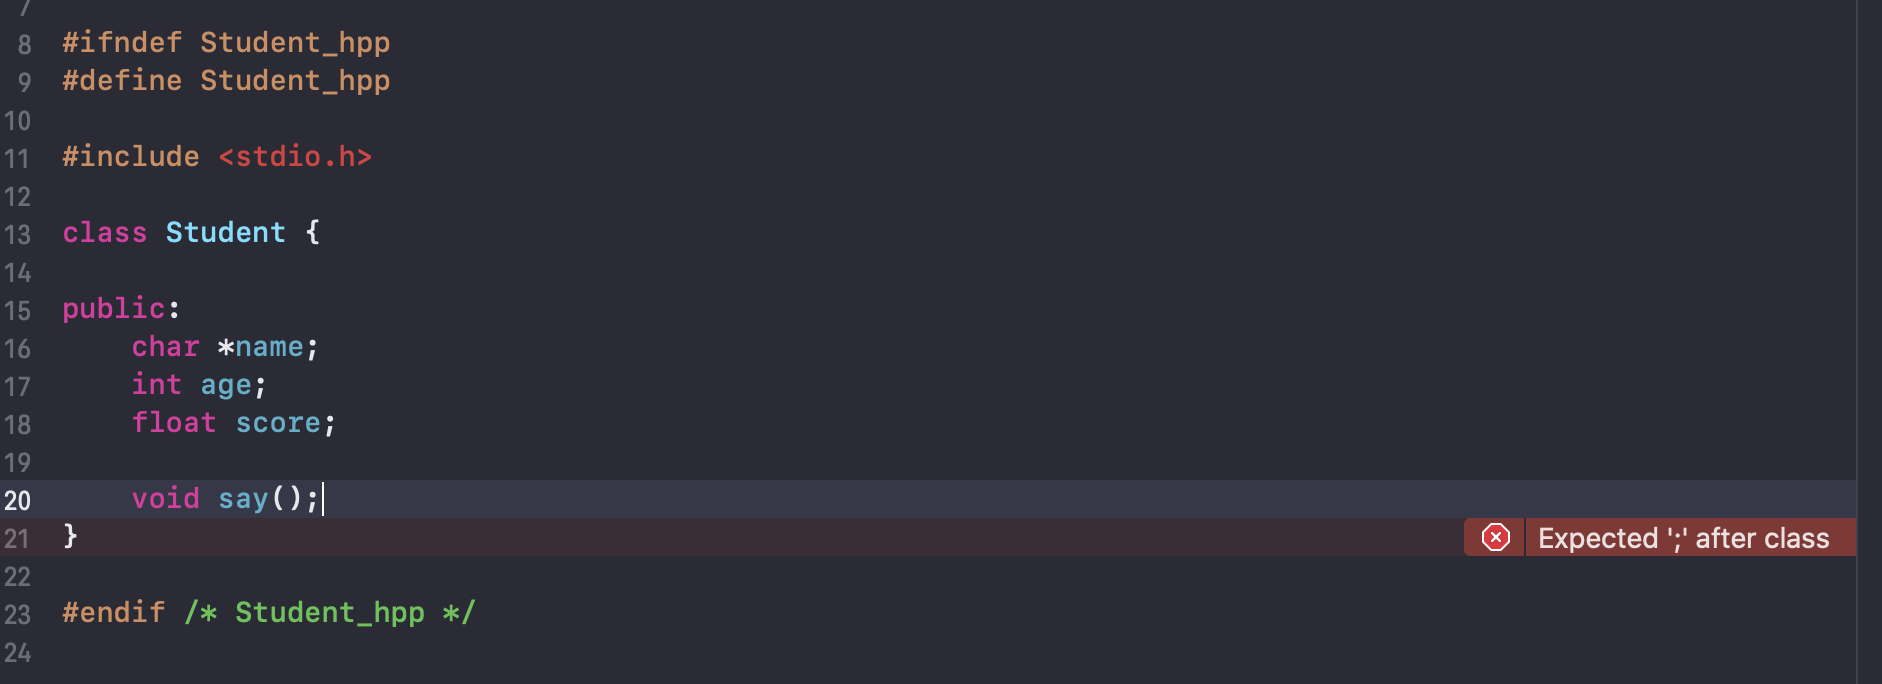 7
8 #ifndef Student_hpp
9 #define Student_hpp
10
11 #include <stdio.h>
12
13 class Student {
14
15 public:
16     char *name;
17     int age;
18     float score;
19
20     void say();
21 } Expected ';' after class
22
23 #endif /* Student_hpp */
24